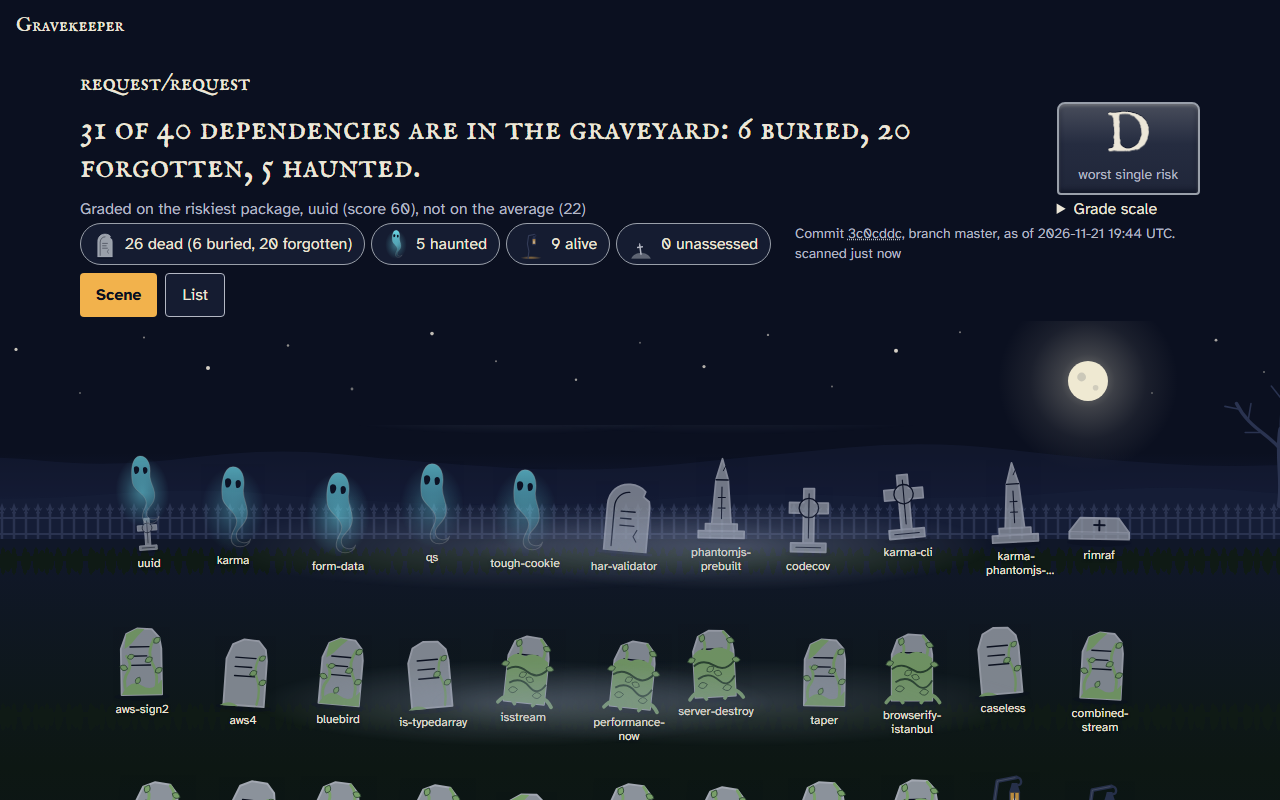 Gravekeeper
request/request
31 of 40 dependencies are in the graveyard: 6 buried, 20
forgotten, 5 haunted.
D
worst single risk
Graded on the riskiest package, uuid (score 60), not on the average (22)
▶ Grade scale
26 dead (6 buried, 20 forgotten)
5 haunted
9 alive
0 unassessed
Commit 3c0cddc, branch master, as of 2026-11-21 19:44 UTC.
scanned just now
Scene
List
uuid
karma
form-data
qs
tough-cookie
har-validator
phantomjs-
prebuilt
codecov
karma-cli
karma-
phantomjs-...
rimraf
aws-sign2
aws4
bluebird
is-typedarray
isstream
performance-
now
server-destroy
taper
browserify-
istanbul
caseless
combined-
stream